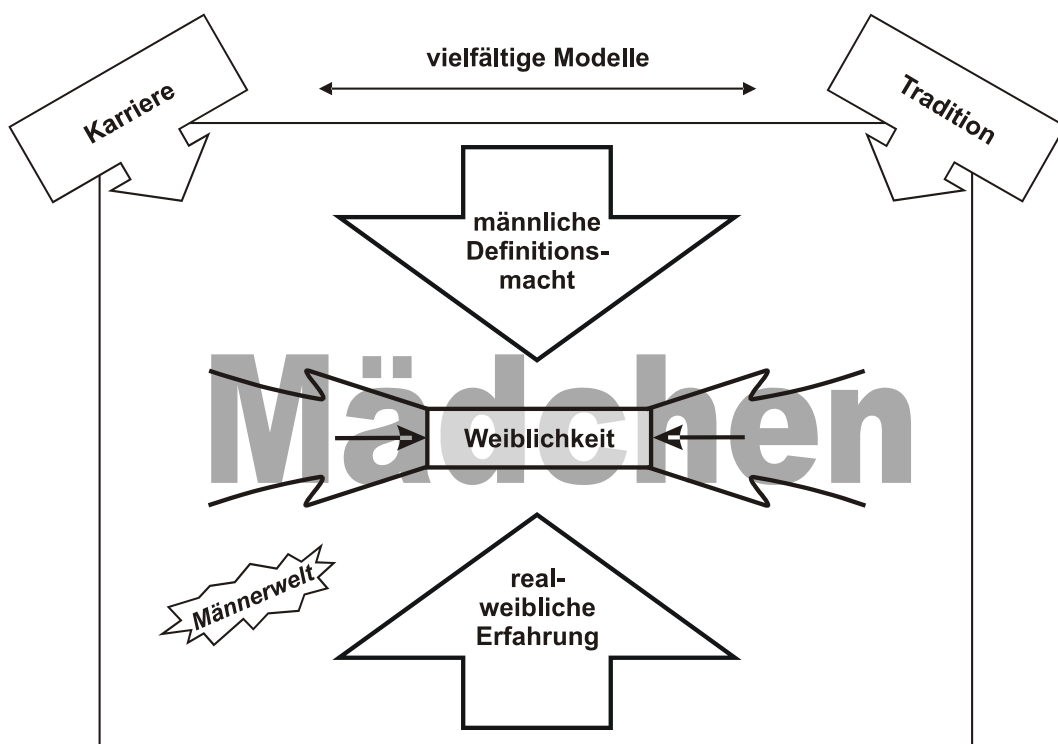 vielfältige Modelle
Karriere
Tradition
männliche
Definitions-
macht
Mädchen
Weiblichkeit
Männerwelt
real-
weibliche
Erfahrung